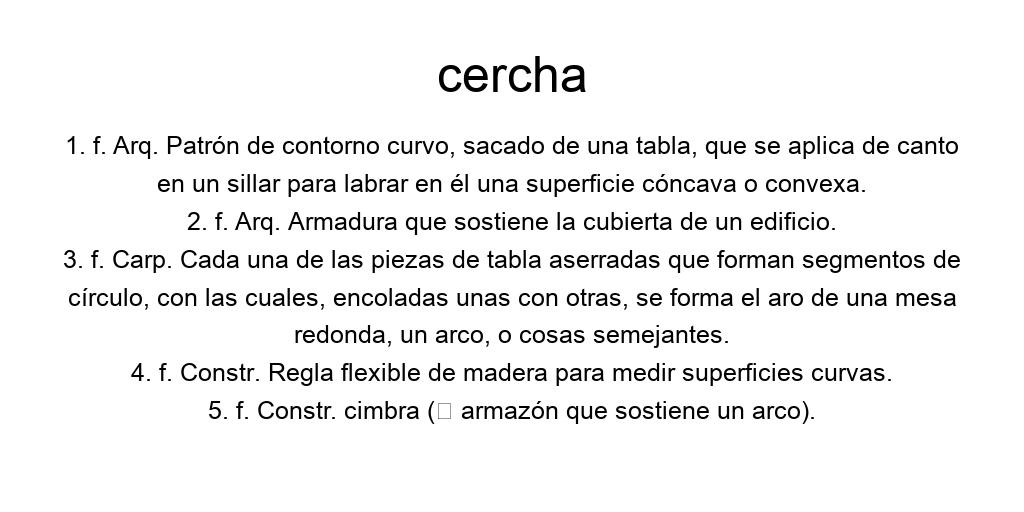 cercha
1. f. Arq. Patrón de contorno curvo, sacado de una tabla, que se aplica de canto
en un sillar para labrar en él una superficie cóncava o convexa.
2. f. Arq. Armadura que sostiene la cubierta de un edificio.
3. f. Carp. Cada una de las piezas de tabla aserradas que forman segmentos de
círculo, con las cuales, encoladas unas con otras, se forma el aro de una mesa
redonda, un arco, o cosas semejantes.
4. f. Constr. Regla flexible de madera para medir superficies curvas.
5. f. Constr. cimbra (□ armazón que sostiene un arco).